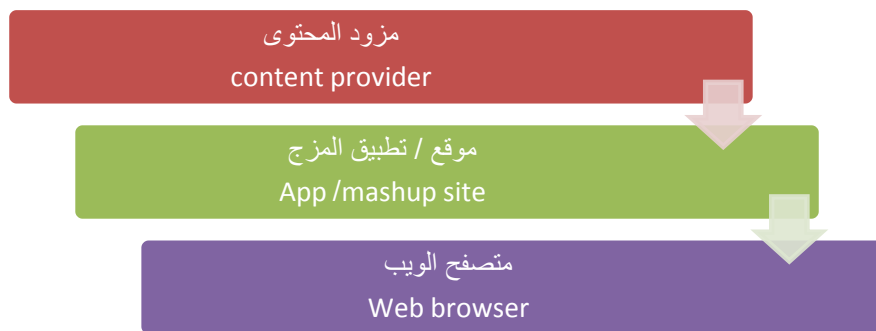 مزود المحتوى
content provider
موقع / تطبيق المزج
App /mashup site
متصفح الويب
Web browser